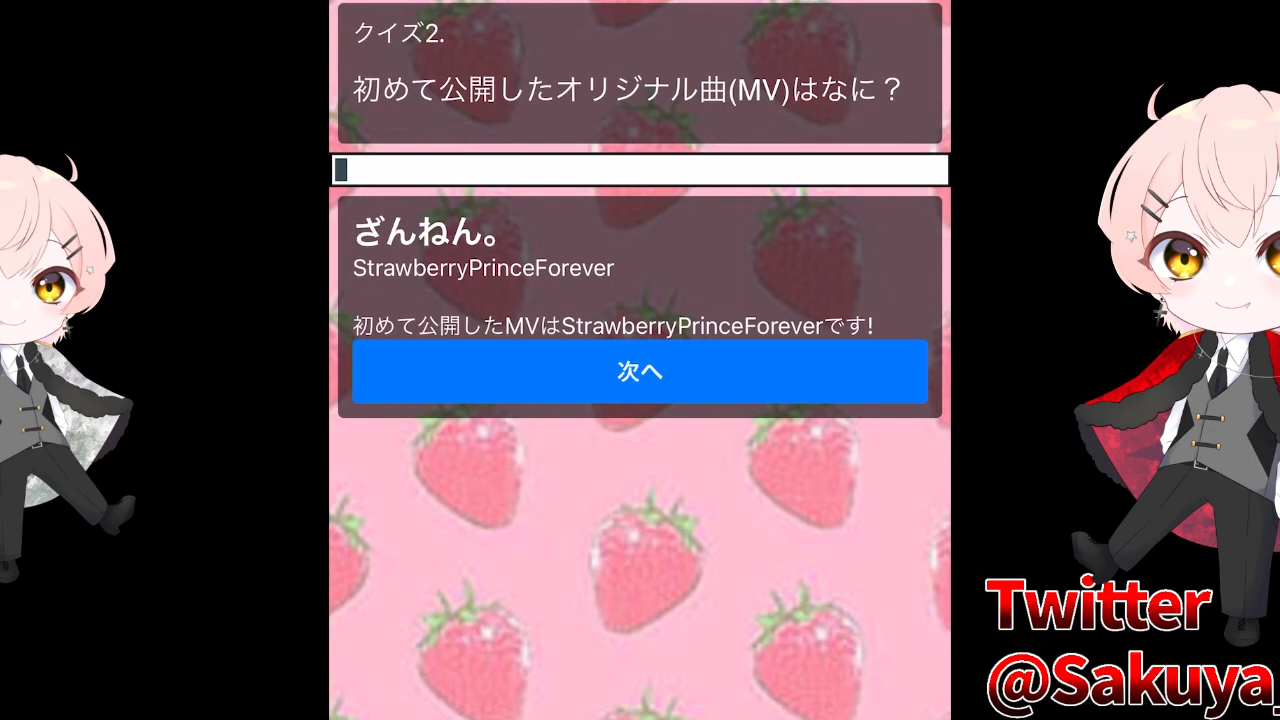 クイズ2.
初めて公開したオリジナル曲(MV)はなに？
ざんねん。
StrawberryPrinceForever
初めて公開したMVはStrawberryPrinceForeverです!
次へ
Twitter
@Sakuya_